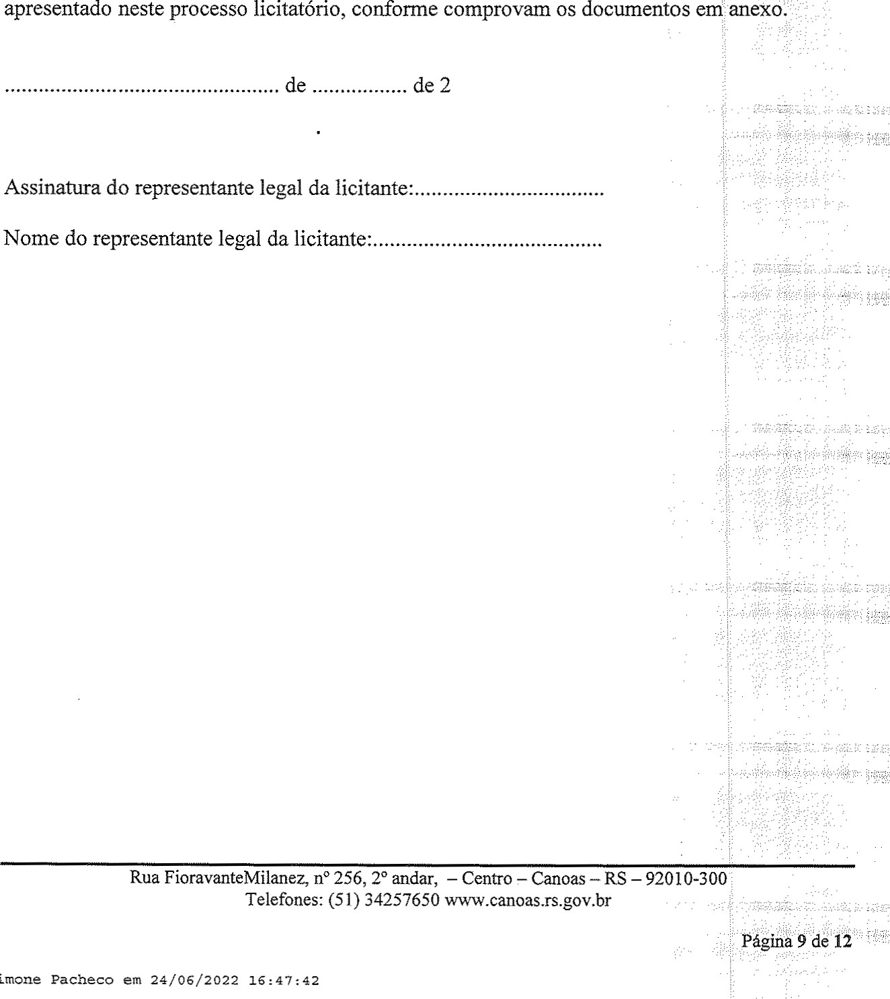 apresentado neste processo licitatório, conforme comprovam os documentos em anexo.
................................................. de ................. de 2
Assinatura do representante legal da licitante:..................................
Nome do representante legal da licitante:.........................................
Rua FioravanteMilanez, nº 256, 2º andar, – Centro – Canoas – RS – 92010-300
Telefones: (51) 34257650 www.canoas.rs.gov.br
Página 9 de 12
imone Pacheco em 24/06/2022 16:47:42